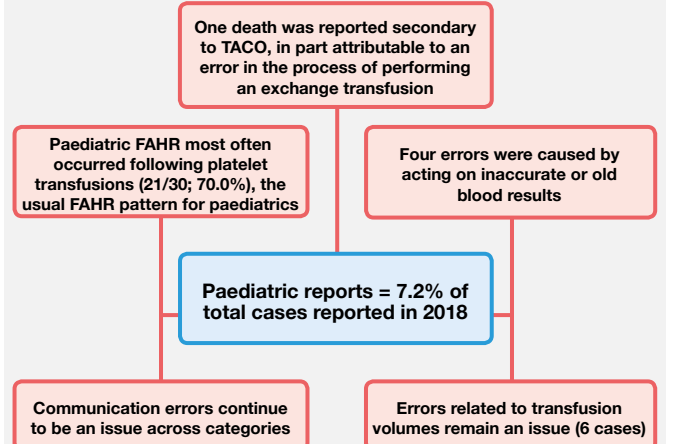 One death was reported secondary
to TACO, in part attributable to an
error in the process of performing
an exchange transfusion
Paediatric FAHR most often
occurred following platelet
transfusions (21/30; 70.0%), the
usual FAHR pattern for paediatrics
Four errors were caused by
acting on inaccurate or old
blood results
Paediatric reports = 7.2% of
total cases reported in 2018
Communication errors continue
to be an issue across categories
Errors related to transfusion
volumes remain an issue (6 cases)